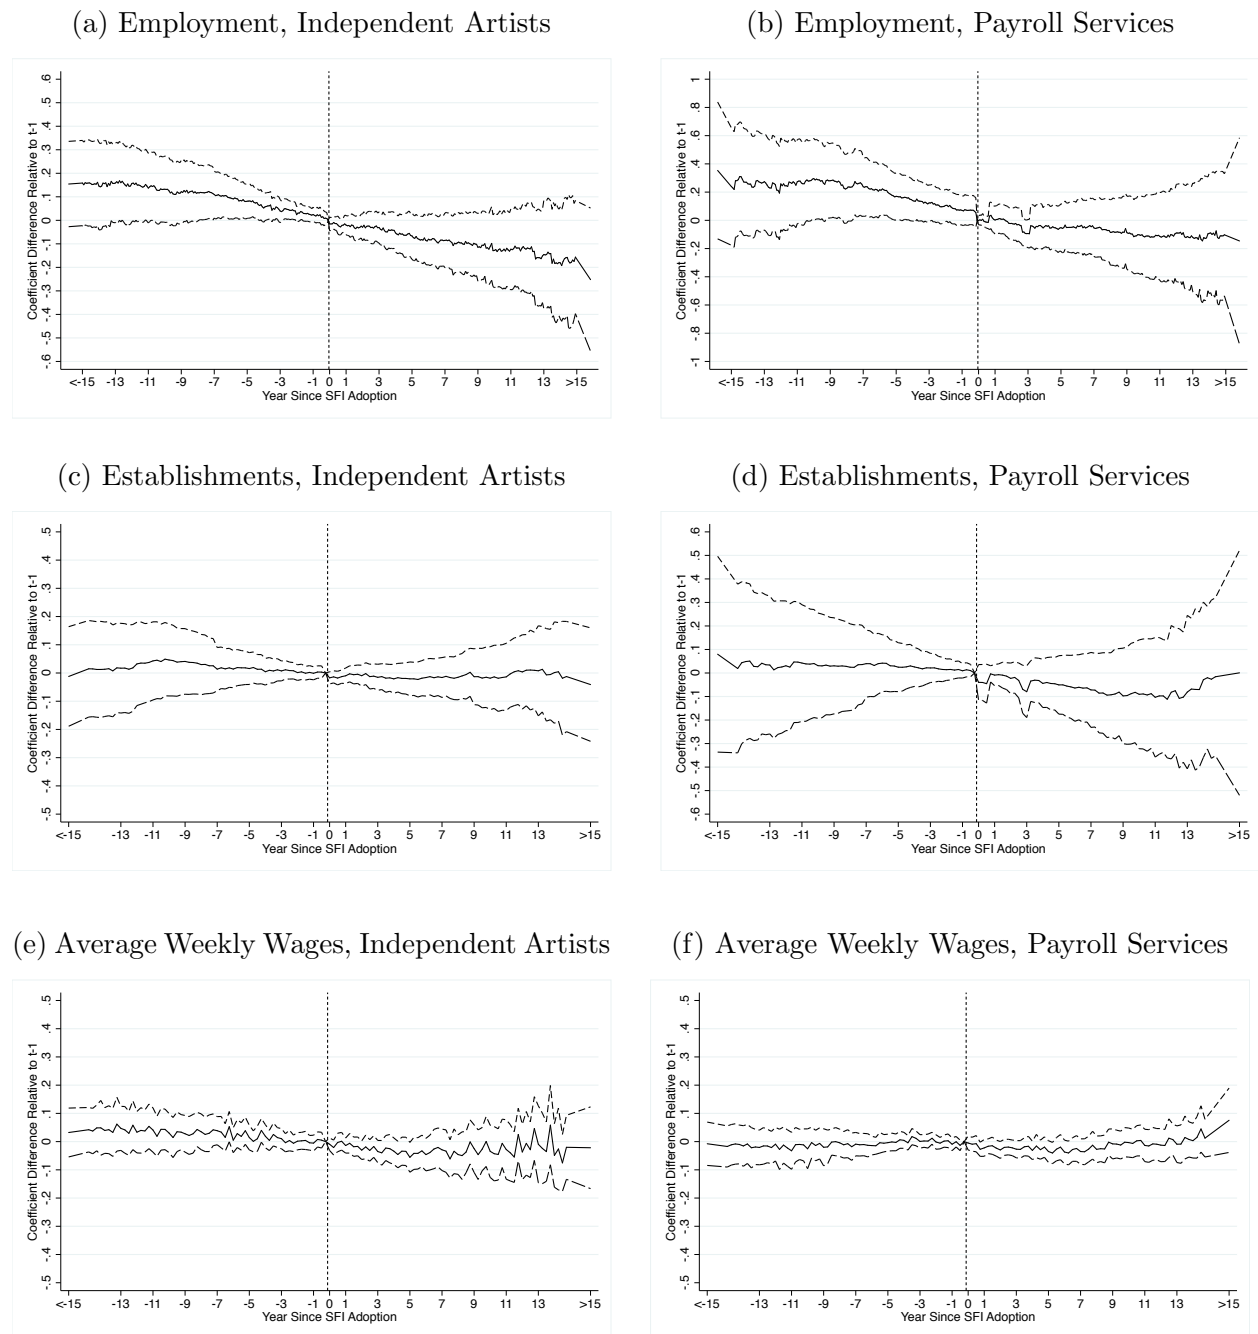 (a) Employment, Independent Artists
(b) Employment, Payroll Services
Coefficient Difference Relative to t-1
.6
.5
.4
.3
.2
.1
0
-.1
-.2
-.3
-.4
-.5
-.6
<-15 -13 -11 -9 -7 -5 -3 -1 0 1 3 5 7 9 11 13 >15
Year Since SFI Adoption
Coefficient Difference Relative to t-1
1
.8
.6
.4
.2
0
-.2
-.4
-.6
-.8
-1
<-15 -13 -11 -9 -7 -5 -3 -1 0 1 3 5 7 9 11 13 >15
Year Since SFI Adoption
(c) Establishments, Independent Artists
(d) Establishments, Payroll Services
Coefficient Difference Relative to t-1
.5
.4
.3
.2
.1
0
-.1
-.2
-.3
-.4
-.5
<-15 -13 -11 -9 -7 -5 -3 -1 0 1 3 5 7 9 11 13 >15
Year Since SFI Adoption
Coefficient Difference Relative to t-1
.6
.5
.4
.3
.2
.1
0
-.1
-.2
-.3
-.4
-.5
-.6
<-15 -13 -11 -9 -7 -5 -3 -1 0 1 3 5 7 9 11 13 >15
Year Since SFI Adoption
(e) Average Weekly Wages, Independent Artists
(f) Average Weekly Wages, Payroll Services
Coefficient Difference Relative to t-1
.5
.4
.3
.2
.1
0
-.1
-.2
-.3
-.4
-.5
<-15 -13 -11 -9 -7 -5 -3 -1 0 1 3 5 7 9 11 13 >15
Year Since SFI Adoption
Coefficient Difference Relative to t-1
.5
.4
.3
.2
.1
0
-.1
-.2
-.3
-.4
-.5
<-15 -13 -11 -9 -7 -5 -3 -1 0 1 3 5 7 9 11 13 >15
Year Since SFI Adoption